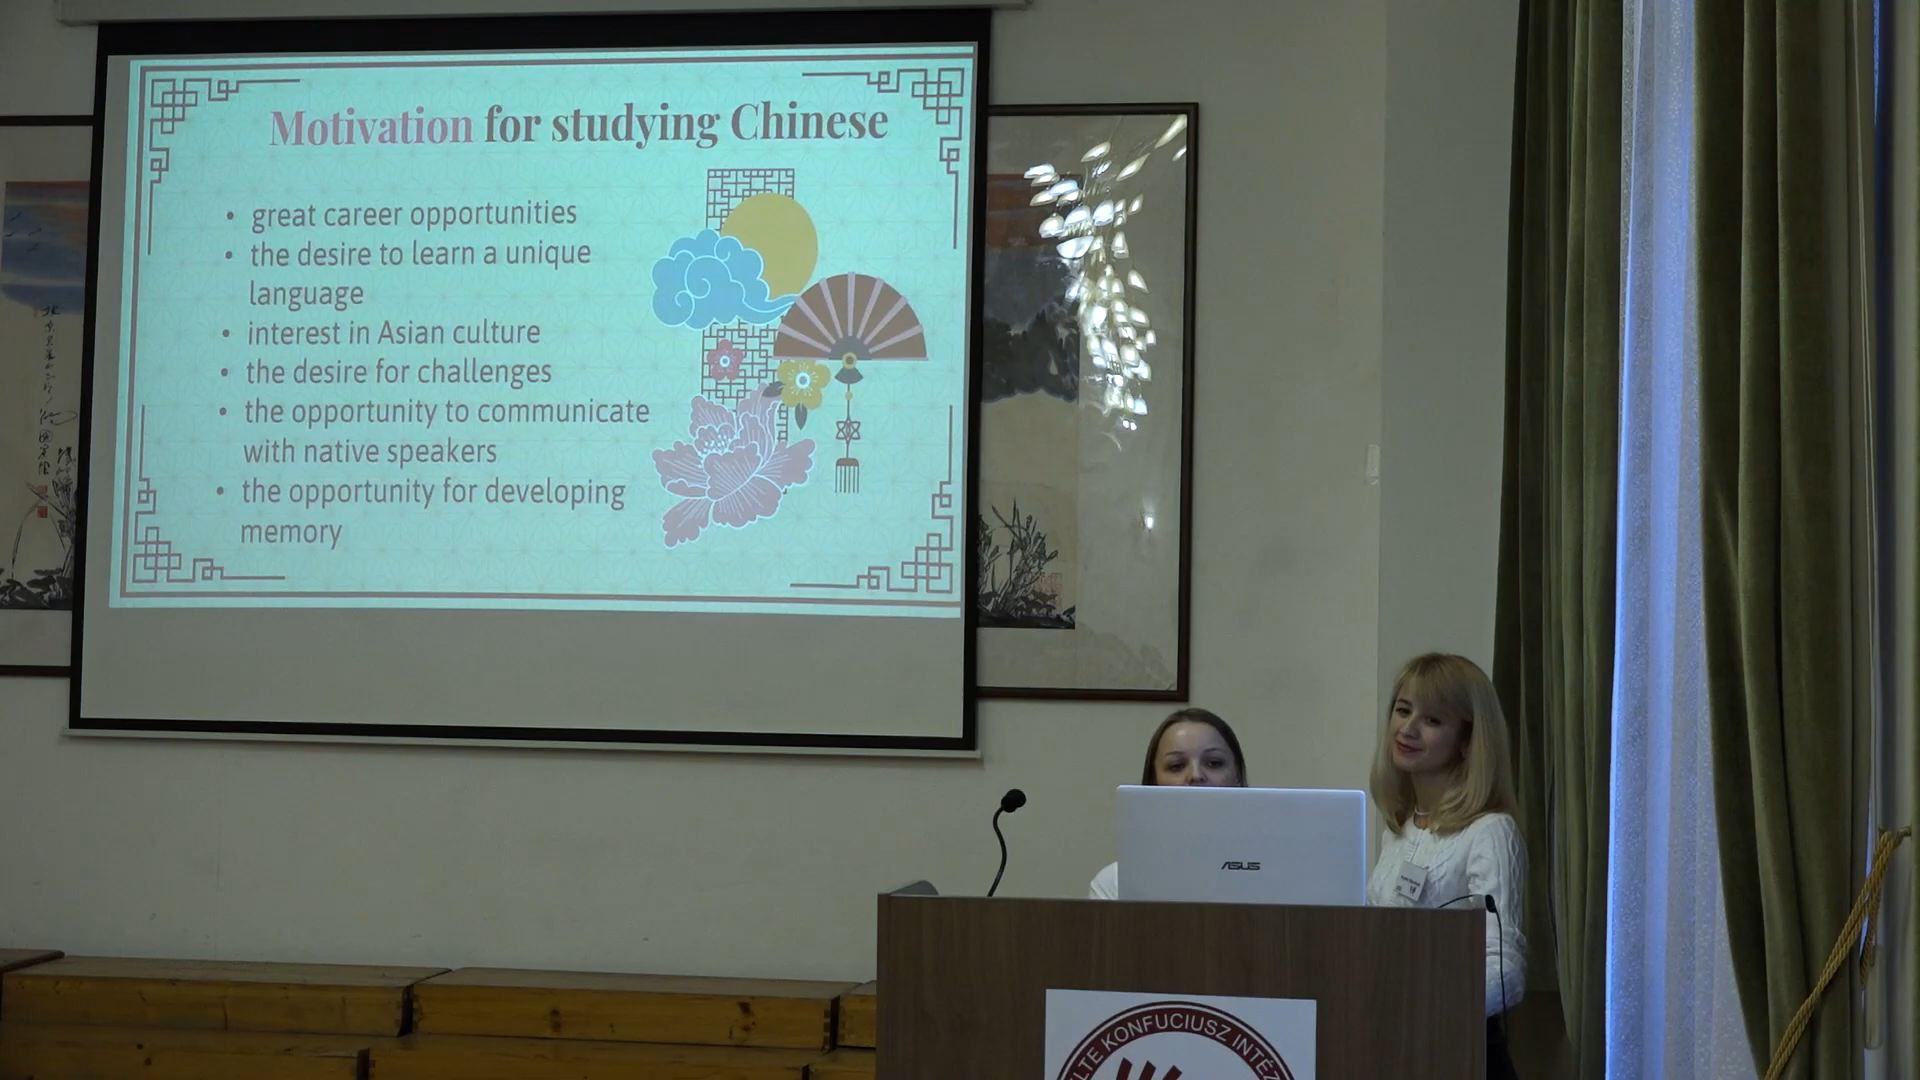 Motivation for studying Chinese
• great career opportunities
• the desire to learn a unique
language
• interest in Asian culture
• the desire for challenges
• the opportunity to communicate
with native speakers
• the opportunity for developing
memory
ASUS
ELTE KONFUCIUSZ INTÉZ